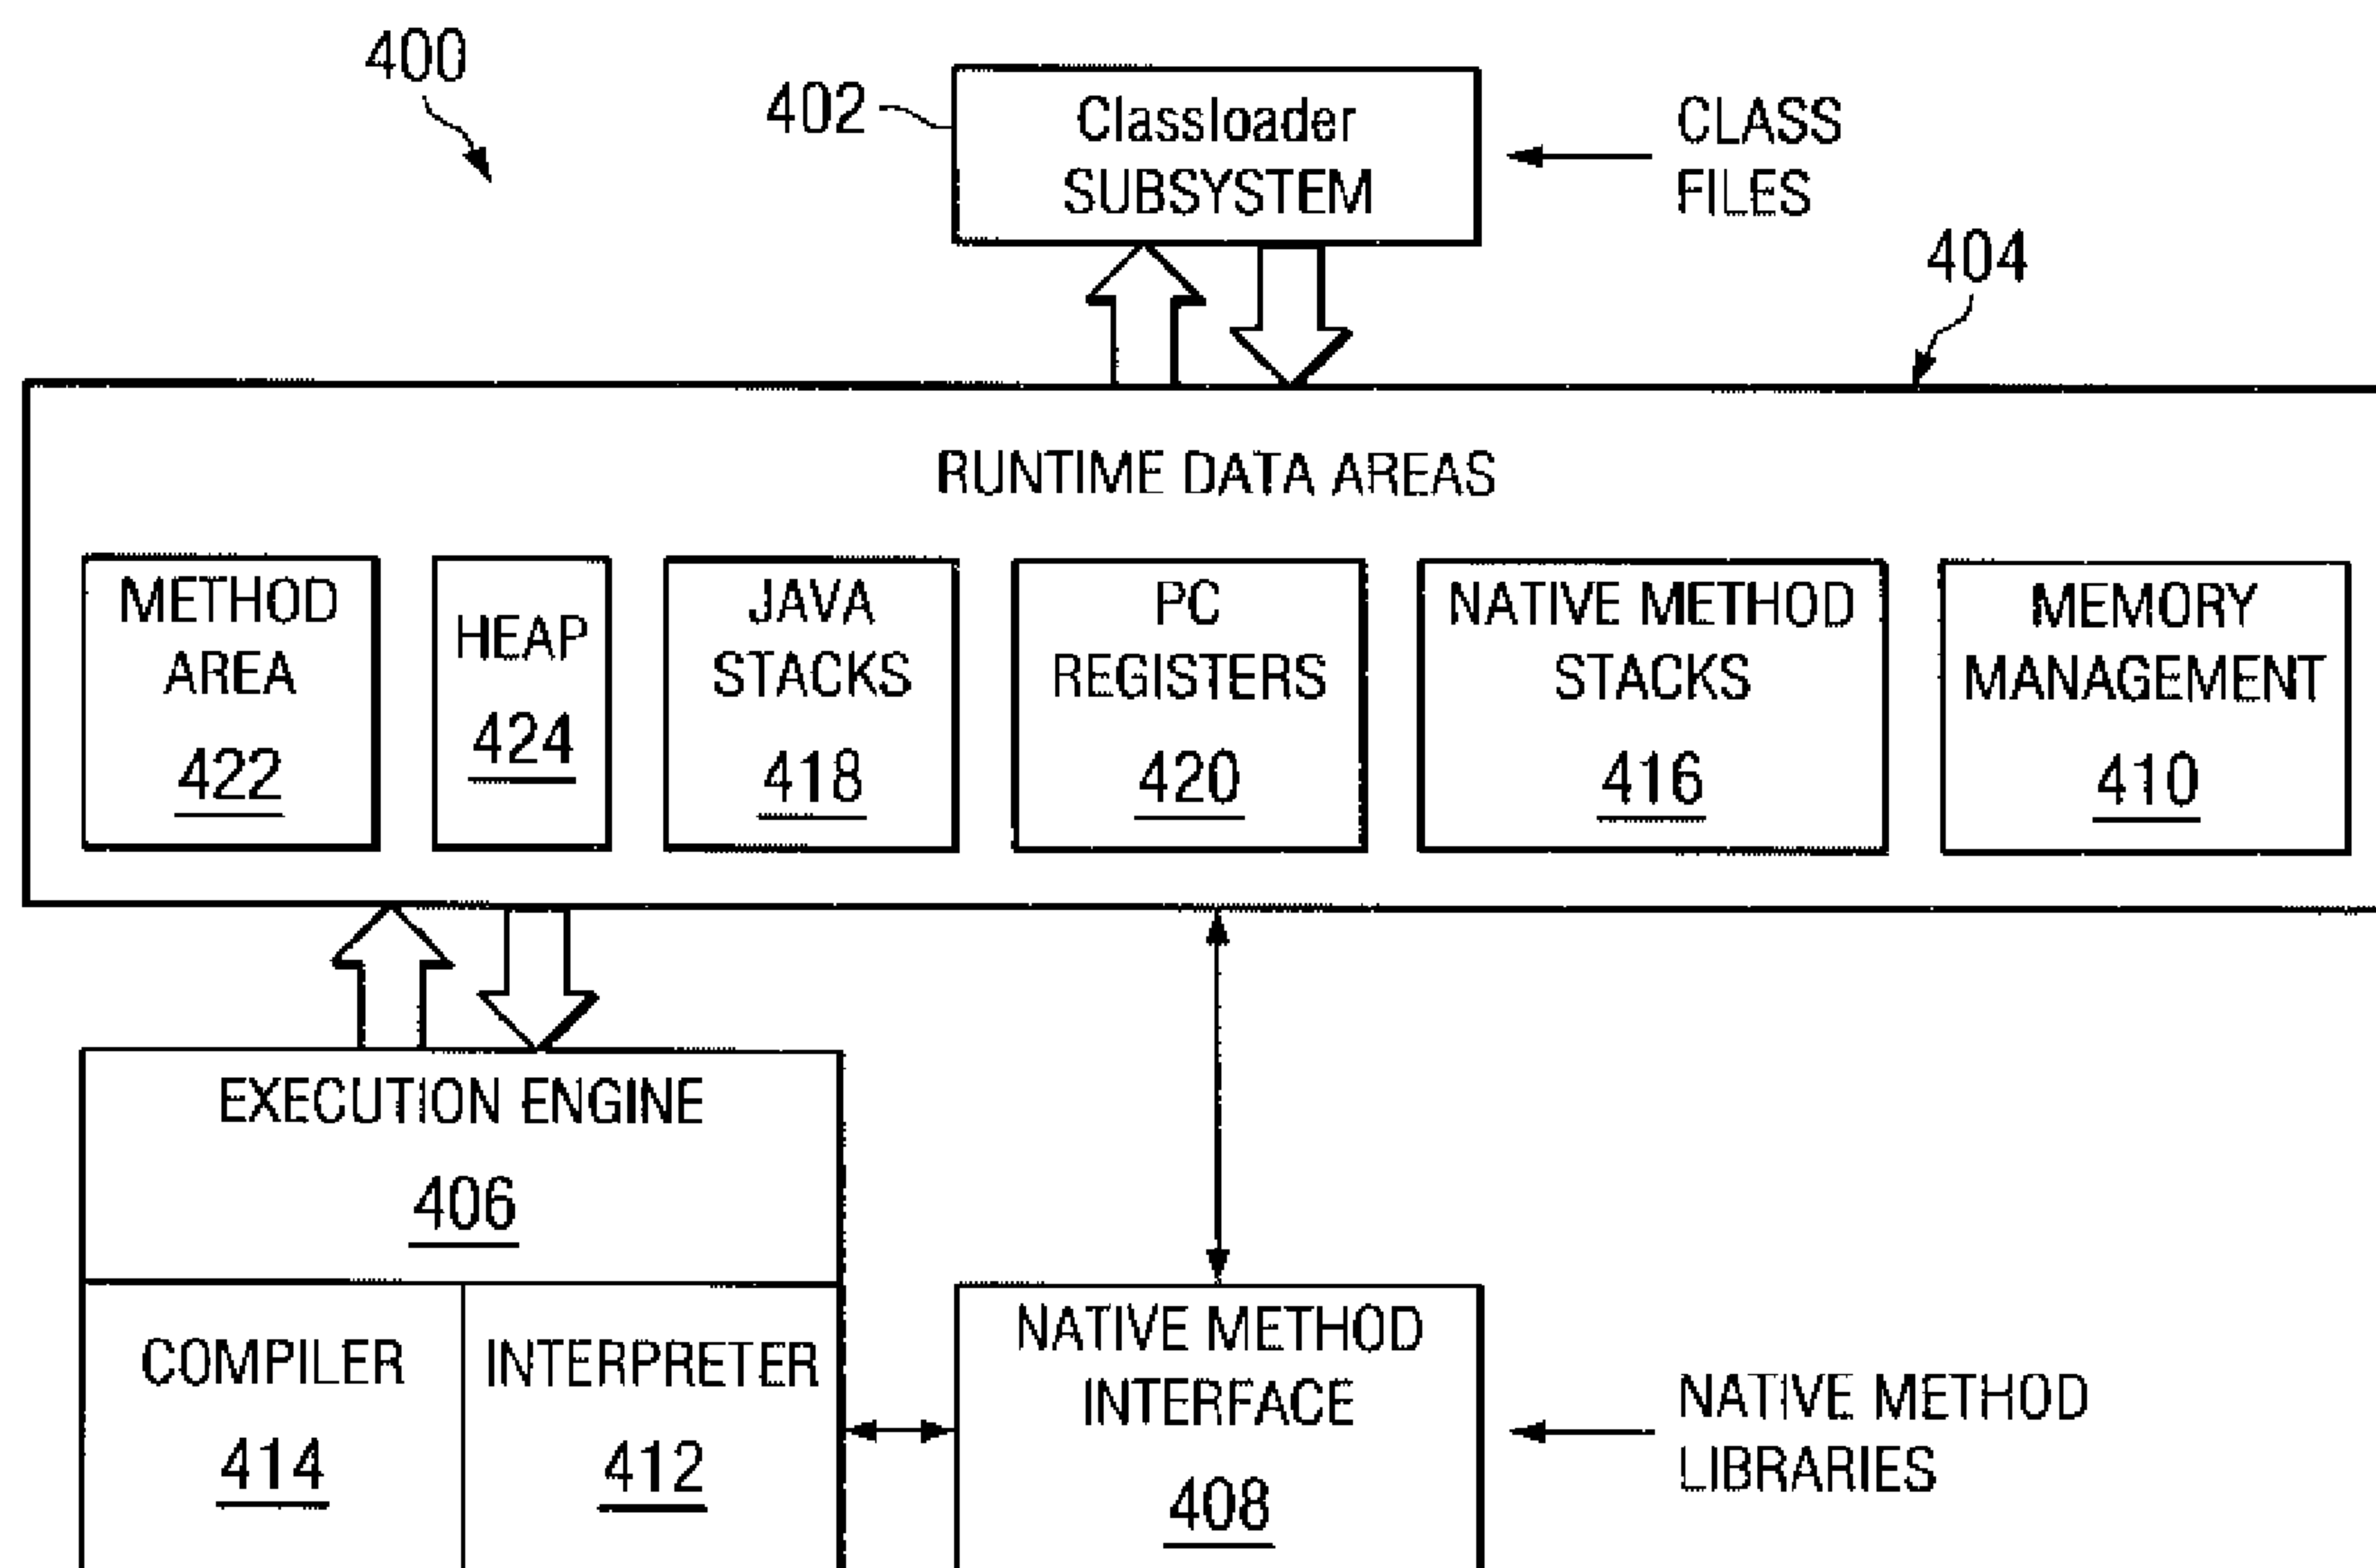 400
402
Classloader
SUBSYSTEM
CLASS
FILES
404
RUNTIME DATA AREAS
METHOD
AREA
422
HEAP
424
JAVA
STACKS
418
PC
REGISTERS
420
NATIVE METHOD
STACKS
416
MEMORY
MANAGEMENT
410
EXECUTION ENGINE
406
COMPILER
414
INTERPRETER
412
NATIVE METHOD
INTERFACE
408
NATIVE METHOD
LIBRARIES